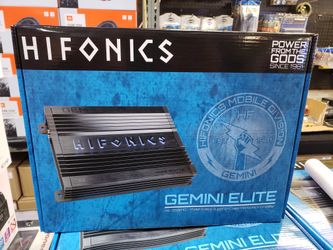 HIFONICS
POWER
FROM THE
GODS
SINCE 1981
HIFONICS
HIFONICS MOBILE DIVISION
GEMINI
GEMINI ELITE